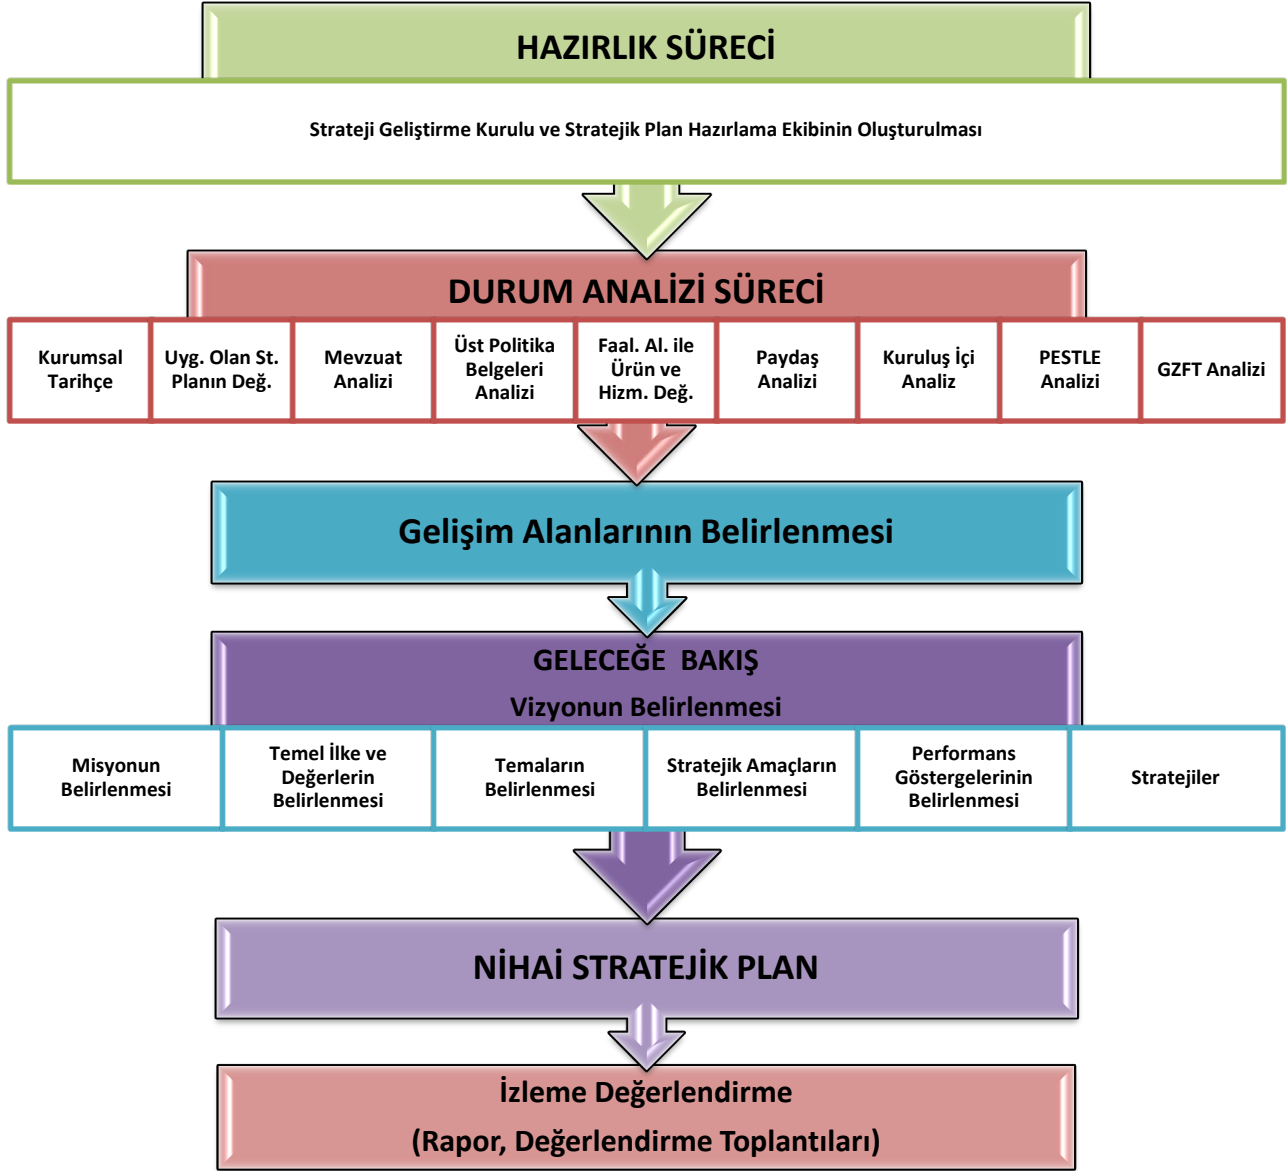 HAZIRLIK SÜRECİ
Strateji Geliştirme Kurulu ve Stratejik Plan Hazırlama Ekibinin Oluşturulması
DURUM ANALİZİ SÜRECİ
Kurumsal
Tarihçe
Uyg. Olan St.
Planın Değ.
Mevzuat
Analizi
Üst Politika
Belgeleri
Analizi
Faal. Al. ile
Ürün ve
Hizm. Değ.
Paydaş
Analizi
Kuruluş İçi
Analiz
PESTLE
Analizi
GZFT Analizi
Gelişim Alanlarının Belirlenmesi
GELECEĞE BAKIŞ
Vizyonun Belirlenmesi
Misyonun
Belirlenmesi
Temel İlke ve
Değerlerin
Belirlenmesi
Temaların
Belirlenmesi
Stratejik Amaçların
Belirlenmesi
Performans
Göstergelerinin
Belirlenmesi
Stratejiler
NİHAİ STRATEJİK PLAN
İzleme Değerlendirme
(Rapor, Değerlendirme Toplantıları)